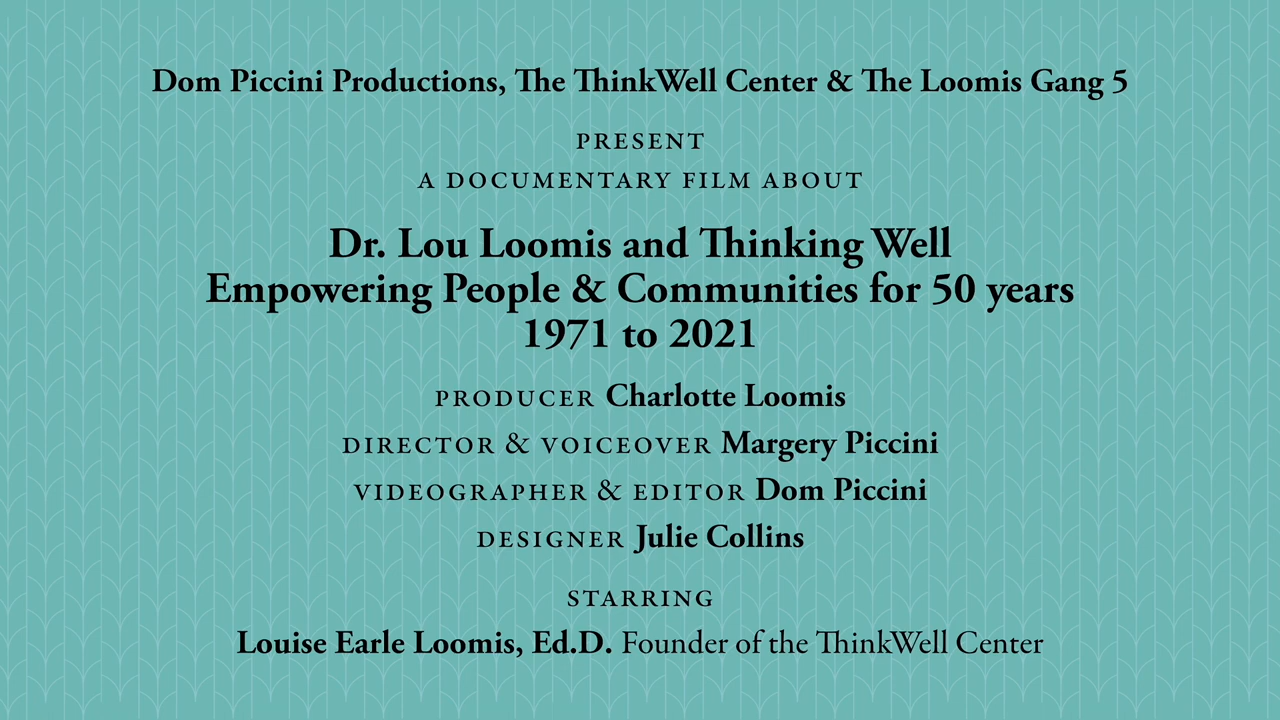 Dom Piccini Productions, The ThinkWell Center & The Loomis Gang 5
PRESENT
A DOCUMENTARY FILM ABOUT
Dr. Lou Loomis and Thinking Well
Empowering People & Communities for 50 years
1971 to 2021
PRODUCER Charlotte Loomis
DIRECTOR & VOICEOVER Margery Piccini
VIDEOGRAPHER & EDITOR Dom Piccini
DESIGNER Julie Collins
STARRING
Louise Earle Loomis, Ed.D. Founder of the ThinkWell Center